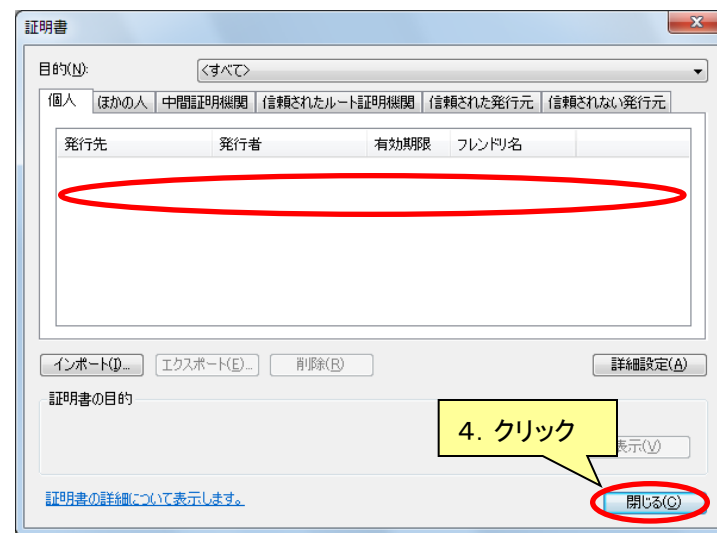 証明書
目的(N): <すべて>
個人 ほかの人 中間証明機関 信頼されたルート証明機関 信頼された発行元 信頼されない発行元
発行先 発行者 有効期限 フレンドリ名
インポート(I)... エクスポート(E)... 削除(R) 詳細設定(A)
証明書の目的
4. クリック
表示(V)
証明書の詳細について表示します。
閉じる(C)